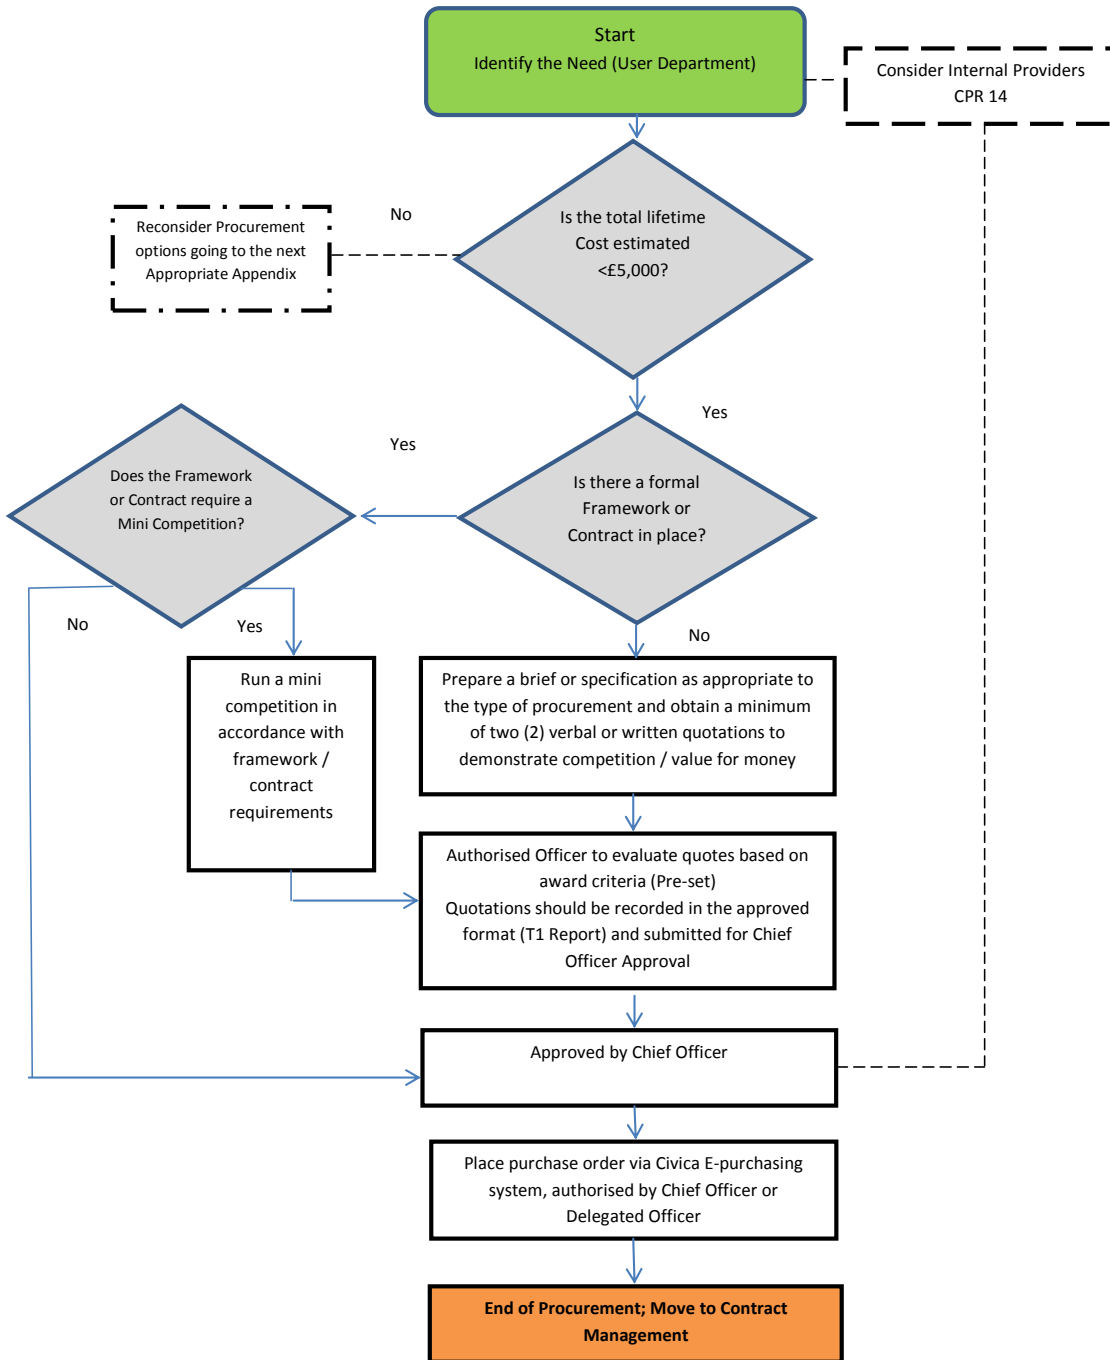 Start
Identify the Need (User Department)
Consider Internal Providers
CPR 14
No
Reconsider Procurement
options going to the next
Appropriate Appendix
Is the total lifetime
Cost estimated
<£5,000?
Yes
Yes
Does the Framework
or Contract require a
Mini Competition?
Is there a formal
Framework or
Contract in place?
No
Yes
No
Run a mini
competition in
accordance with
framework /
contract
requirements
Prepare a brief or specification as appropriate to
the type of procurement and obtain a minimum
of two (2) verbal or written quotations to
demonstrate competition / value for money
Authorised Officer to evaluate quotes based on
award criteria (Pre-set)
Quotations should be recorded in the approved
format (T1 Report) and submitted for Chief
Officer Approval
Approved by Chief Officer
Place purchase order via Civica E-purchasing
system, authorised by Chief Officer or
Delegated Officer
End of Procurement; Move to Contract
Management